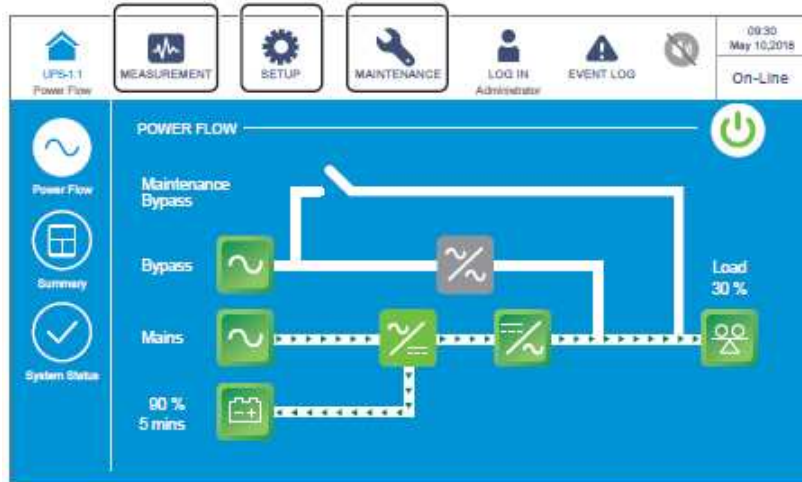 UPS-1.1
Power Flow
MEASUREMENT
SETUP
MAINTENANCE
LOG IN
Administrator
EVENT LOG
09:30
May 10,2018
On-Line
POWER FLOW
Power Flow
Summary
System Status
Maintenance
Bypass
Bypass
Load
30 %
Mains
90 %
5 mins